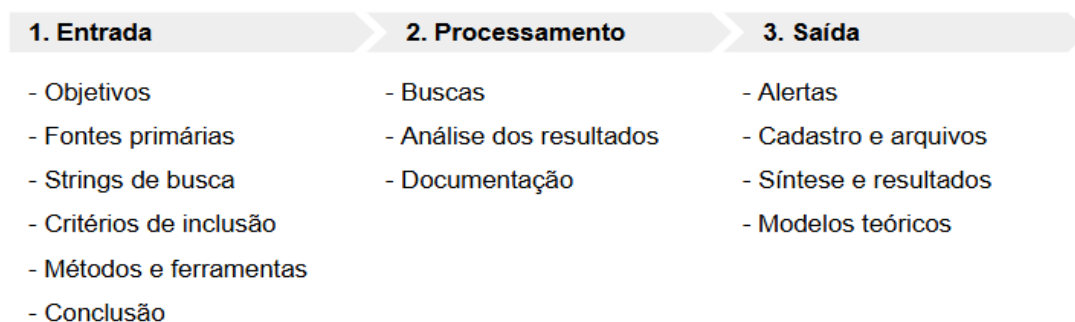 1. Entrada
2. Processamento
3. Saída
- Objetivos
- Fontes primárias
- Strings de busca
- Critérios de inclusão
- Métodos e ferramentas
- Conclusão
- Buscas
- Análise dos resultados
- Documentação
- Alertas
- Cadastro e arquivos
- Síntese e resultados
- Modelos teóricos